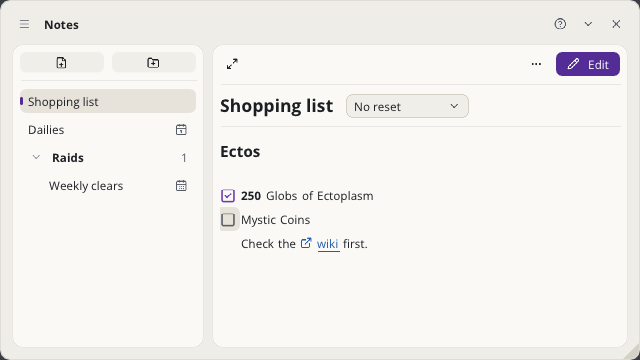 Notes
Edit
Shopping list
Dailies
Raids 1
Weekly clears
Shopping list No reset
Ectos
250 Globs of Ectoplasm
Mystic Coins
Check the wiki first.